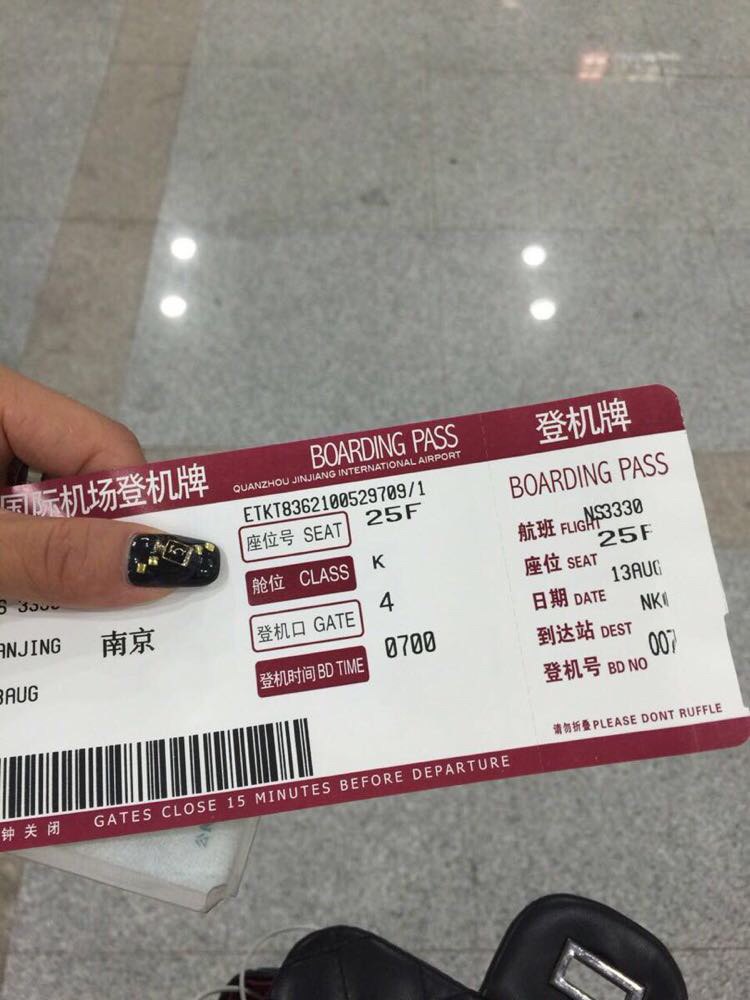 国际机场登机牌
BOARDING PASS
QUANZHOU JINJIANG INTERNATIONAL AIRPORT
ETKT8362100529709/1
座位号 SEAT 25F
舱位 CLASS K
登机口 GATE 4
登机时间 BD TIME 0700
ANJING 南京
AUG
钟关闭 GATES CLOSE 15 MINUTES BEFORE DEPARTURE
登机牌
BOARDING PASS
航班 FLIGHT NS3330
座位 SEAT 25F
日期 DATE 13AUG
到达站 DEST NK
登机号 BD NO 007
请勿折叠 PLEASE DONT RUFFLE